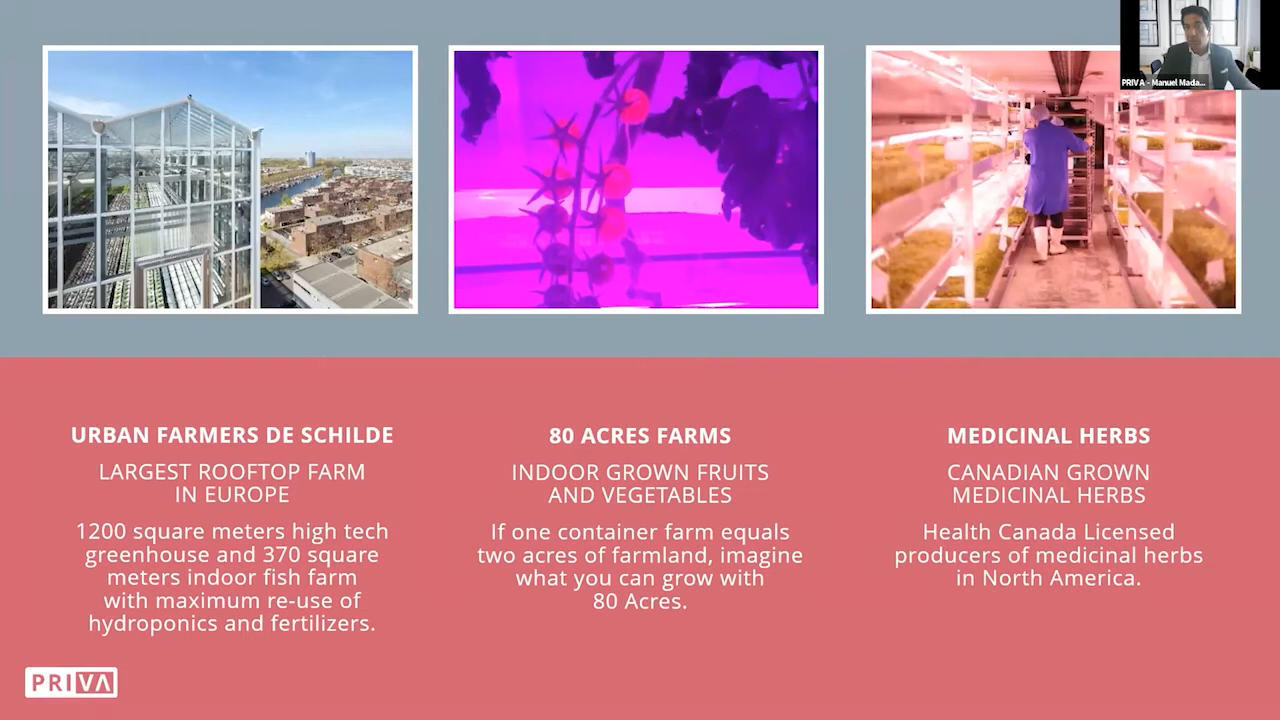 PRIVA - Manuel Mada...
URBAN FARMERS DE SCHILDE
LARGEST ROOFTOP FARM
IN EUROPE
1200 square meters high tech
greenhouse and 370 square
meters indoor fish farm
with maximum re-use of
hydroponics and fertilizers.
80 ACRES FARMS
INDOOR GROWN FRUITS
AND VEGETABLES
If one container farm equals
two acres of farmland, imagine
what you can grow with
80 Acres.
MEDICINAL HERBS
CANADIAN GROWN
MEDICINAL HERBS
Health Canada Licensed
producers of medicinal herbs
in North America.
PRIVA